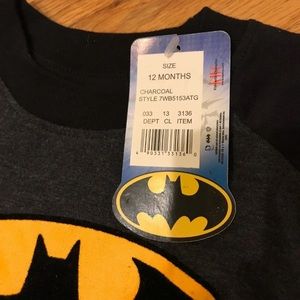 SIZE
12 MONTHS
CHARCOAL
STYLE 7WB5153ATG
033 13 3136
DEPT CL ITEM